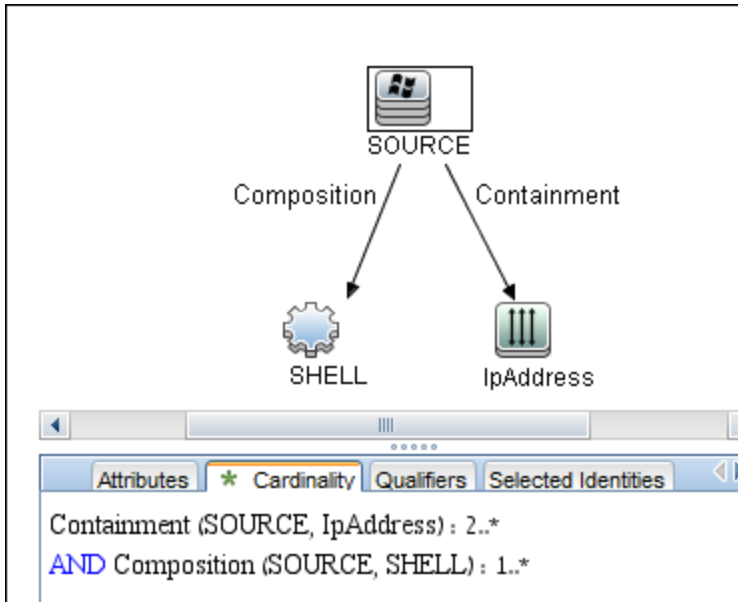 SOURCE
Composition
Containment
SHELL
IpAddress
Attributes
* Cardinality
Qualifiers
Selected Identities
Containment (SOURCE, IpAddress) : 2..*
AND Composition (SOURCE, SHELL) : 1..*